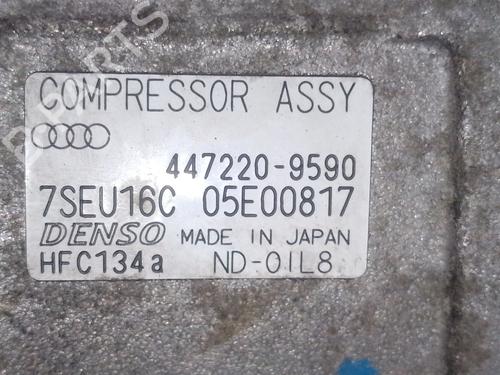 COMPRESSOR ASSY
447220-9590
7SEU16C 05E00817
DENSO MADE IN JAPAN
HFC134a ND-OIL8